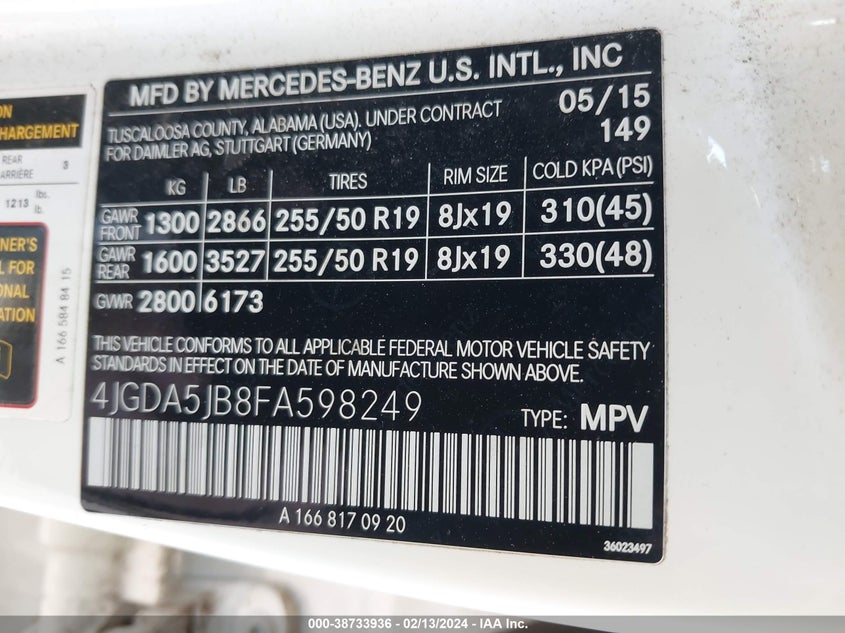 ON
HARGEMENT
REAR 3
ARRIÈRE
1213 lbs.
lb.
NER'S
L FOR
ONAL
ATION
A 166 584 84 15
MFD BY MERCEDES-BENZ U.S. INTL., INC
TUSCALOOSA COUNTY, ALABAMA (USA). UNDER CONTRACT 05/15
FOR DAIMLER AG, STUTTGART (GERMANY) 149
KG LB TIRES RIM SIZE COLD KPA (PSI)
GAWR FRONT 1300 2866 255/50 R19 8Jx19 310(45)
GAWR REAR 1600 3527 255/50 R19 8Jx19 330(48)
GVWR 2800 6173
THIS VEHICLE CONFORMS TO ALL APPLICABLE FEDERAL MOTOR VEHICLE SAFETY
STANDARDS IN EFFECT ON THE DATE OF MANUFACTURE SHOWN ABOVE.
4JGDA5JB8FA598249 TYPE: MPV
A 166 817 09 20
36023497
000-38733936 - 02/13/2024 - IAA Inc.